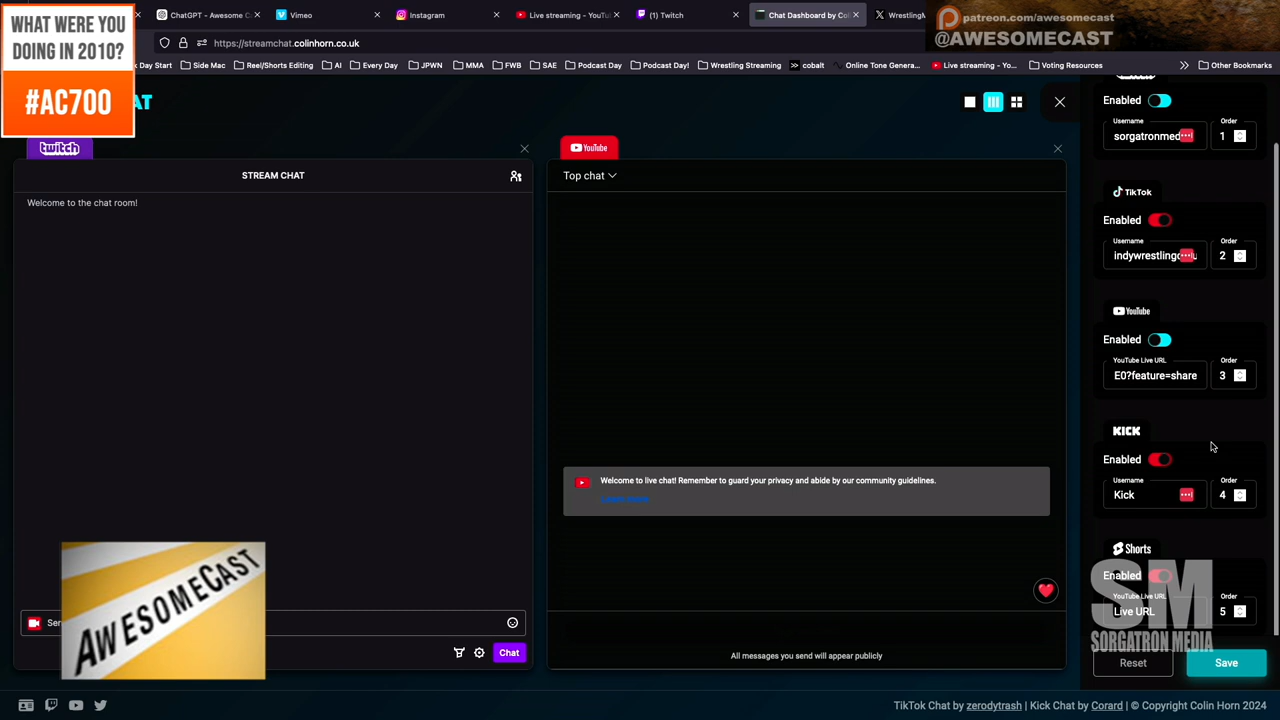 WHAT WERE YOU
DOING IN 2010?
#AC700
ChatGPT - Awesome C
Vimeo
Instagram
Live streaming - YouTu
(1) Twitch
Chat Dashboard by Coli
WrestlingM
patreon.com/awesomecast
@AWESOMECAST
https://streamchat.colinhorn.co.uk
Day Start
Side Mac
Reel/Shorts Editing
AI
Every Day
JPWN
MMA
FWB
SAE
Podcast Day
Podcast Day!
Wrestling Streaming
cobalt
Online Tone Genera...
Live streaming - Yo...
Voting Resources
Other Bookmarks
AT
twitch
YouTube
STREAM CHAT
Top chat
Welcome to the chat room!
Welcome to live chat! Remember to guard your privacy and abide by our community guidelines.
Learn more
All messages you send will appear publicly
Chat
AWESOMECAST
Enabled
Username
Order
sorgatronmed
1
TikTok
Enabled
Username
Order
indywrestlingc
2
YouTube
Enabled
YouTube Live URL
Order
E0?feature=share
3
KICK
Enabled
Username
Order
Kick
4
Shorts
Enabled
YouTube Live URL
Order
Live URL
5
SM
SORGATRON MEDIA
Reset
Save
TikTok Chat by zerodytrash | Kick Chat by Corard | © Copyright Colin Horn 2024